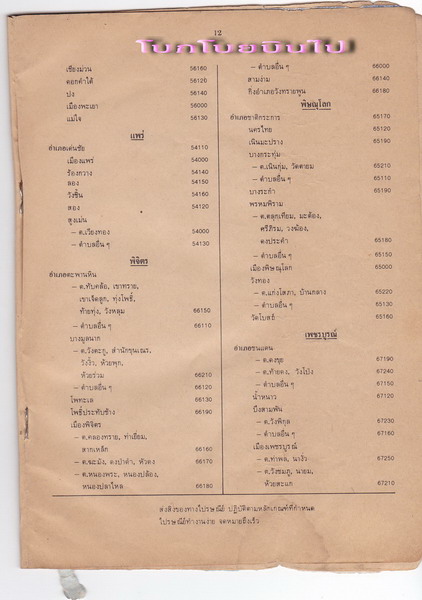 12
โบกโบยบินไป
เชียงม่วน 56160
ดอกคำใต้ 56120
ปง 56140
เมืองพะเยา 56000
แม่ใจ 56130
แพร่
อำเภอเด่นชัย 54110
เมืองแพร่ 54000
ร้องกวาง 54140
ลอง 54150
วังชิ้น 54160
สอง 54120
สูงเม่น
– ต.เวียงทอง 54000
– ตำบลอื่น ๆ 54130
พิจิตร
อำเภอตะพานหิน
– ต.ทับคล้อ, เขาทราย,
เขาเจ็ดลูก, ทุ่งโพธิ์,
ท้ายทุ่ง, วังหลุม 66150
– ตำบลอื่น ๆ 66110
บางมูลนาก
– ต.วังตะกู, สำนักขุนเณร,
วังงิ้ว, ห้วยพุก,
ห้วยร่วม 66210
– ตำบลอื่น ๆ 66120
โพทะเล 66130
โพธิ์ประทับช้าง 66190
เมืองพิจิตร
– ต.คลองทราย, ท่าเยี่ยม,
สากเหล็ก 66160
– ต.ฉะมัง, ดงป่าคำ, หัวดง 66170
– ต.หนองพระ, หนองปล้อง,
หนองปลาไหล 66180
– ตำบลอื่น ๆ 66000
สามง่าม 66140
กิ่งอำเภอวังทรายพูน 66180
พิษณุโลก
อำเภอชาติตระการ 65170
นครไทย 65120
เนินมะปราง 65190
บางกระทุ่ม
– ต.เนินกุ่ม, วัดตายม 65210
– ตำบลอื่น ๆ 65110
บางระกำ 65190
พรหมพิราม
– ต.ตลุกเทียม, มะต้อง,
ศรีภิรม, วงฆ้อง,
ดงประคำ 65180
– ตำบลอื่น ๆ 65150
เมืองพิษณุโลก 65000
วังทอง
– ต.แก่งโสภา, บ้านกลาง 65220
– ตำบลอื่น ๆ 65130
วัดโบสถ์ 65160
เพชรบูรณ์
อำเภอชนแดน
– ต.ดงขุย 67190
– ต.ท้ายดง, วังโป่ง 67240
– ตำบลอื่น ๆ 67150
น้ำหนาว 67120
บึงสามพัน
– ต.วังพิกุล 67230
– ตำบลอื่น ๆ 67160
เมืองเพชรบูรณ์
– ต.ท่าพล, นางั่ว 67250
– ต.วังชมภู, นายม,
ห้วยสะแก 67210
ส่งสิ่งของทางไปรษณีย์ ปฏิบัติตามหลักเกณฑ์ที่กำหนด
ไปรษณีย์ทำงานง่าย จดหมายถึงเร็ว